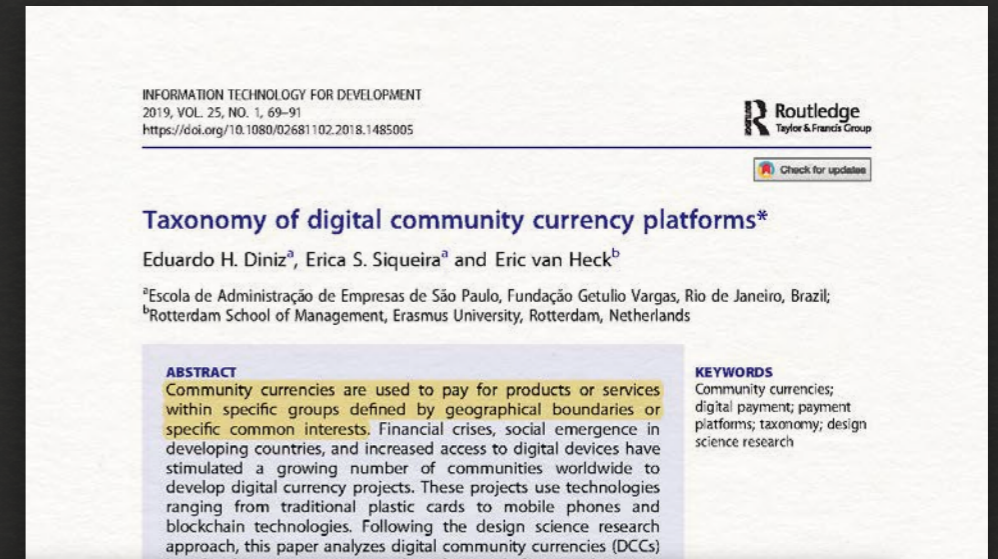 INFORMATION TECHNOLOGY FOR DEVELOPMENT
2019, VOL. 25, NO. 1, 69–91
https://doi.org/10.1080/02681102.2018.1485005
Routledge
Taylor & Francis Group
Check for updates
Taxonomy of digital community currency platforms*
Eduardo H. Dinizᵃ, Erica S. Siqueiraᵃ and Eric van Heckᵇ
ᵃEscola de Administração de Empresas de São Paulo, Fundação Getulio Vargas, Rio de Janeiro, Brazil;
ᵇRotterdam School of Management, Erasmus University, Rotterdam, Netherlands
ABSTRACT
Community currencies are used to pay for products or services
within specific groups defined by geographical boundaries or
specific common interests. Financial crises, social emergence in
developing countries, and increased access to digital devices have
stimulated a growing number of communities worldwide to
develop digital currency projects. These projects use technologies
ranging from traditional plastic cards to mobile phones and
blockchain technologies. Following the design science research
approach, this paper analyzes digital community currencies (DCCs)
KEYWORDS
Community currencies;
digital payment; payment
platforms; taxonomy; design
science research